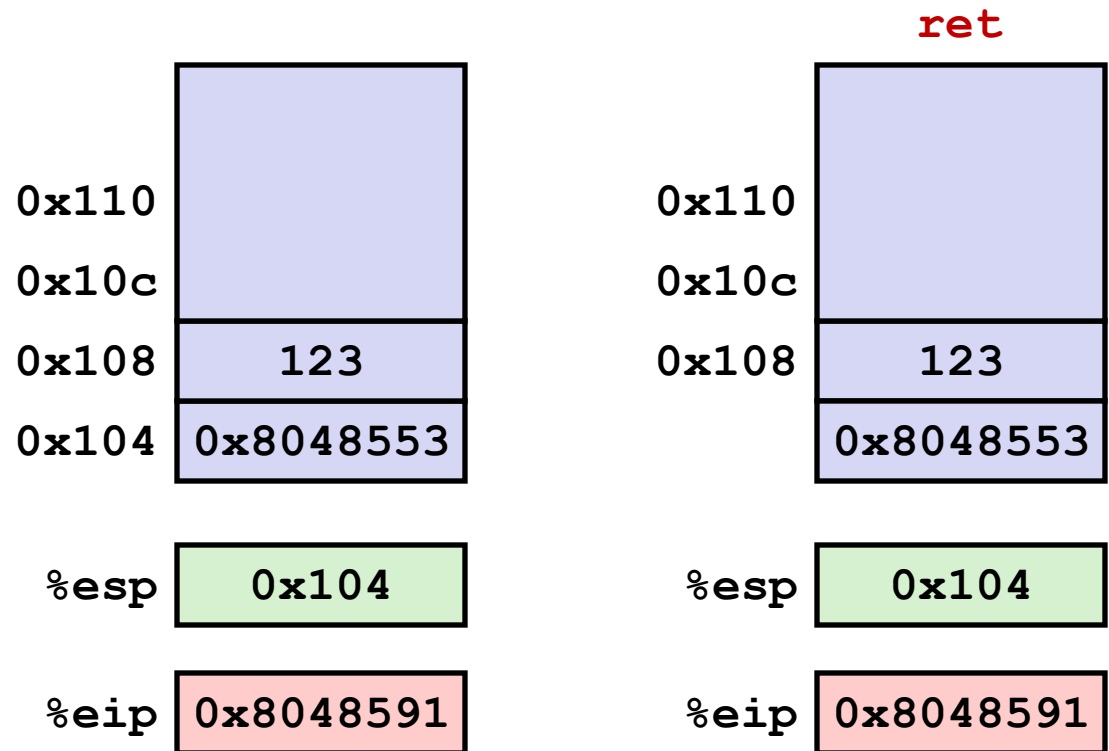 ret
0x110 0x110
0x10c 0x10c
0x108 123 0x108 123
0x104 0x8048553 0x8048553
%esp 0x104 %esp 0x104
%eip 0x8048591 %eip 0x8048591